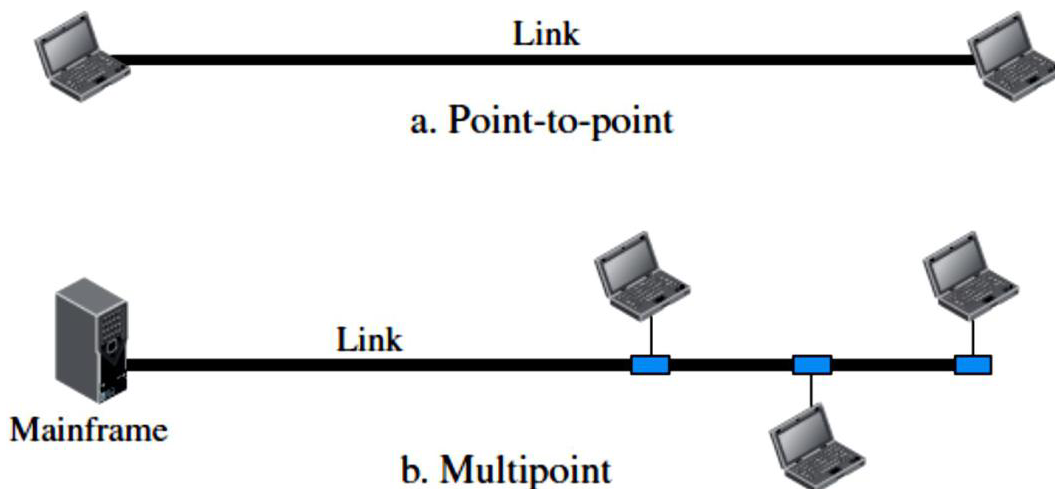 Link
a. Point-to-point
Link
Mainframe
b. Multipoint